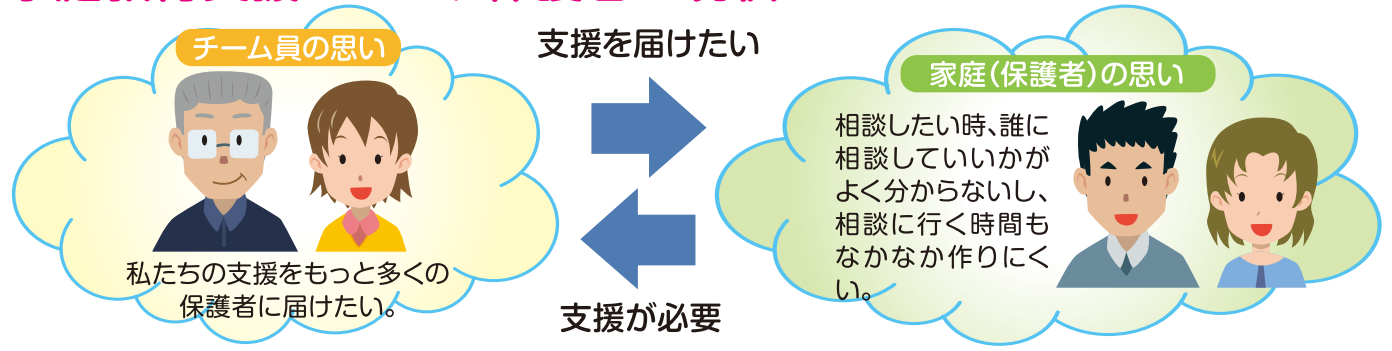 チーム員の思い
私たちの支援をもっと多くの
保護者に届けたい。
支援を届けたい
支援が必要
家庭(保護者)の思い
相談したい時、誰に
相談していいかが
よく分からないし、
相談に行く時間も
なかなか作りにく
い。